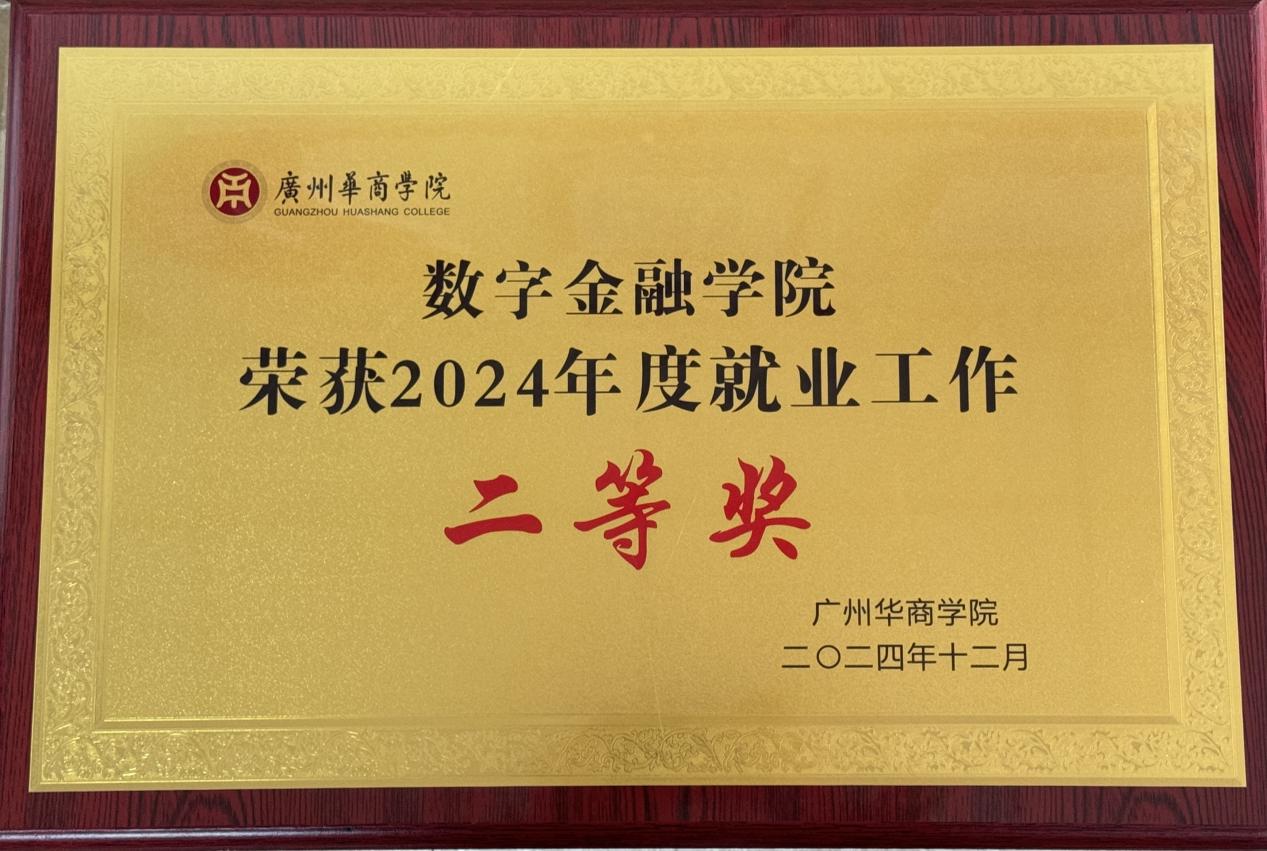 廣州華商學院
GUANGZHOU HUASHANG COLLEGE
数字金融学院
荣获2024年度就业工作
二等奖
广州华商学院
二〇二四年十二月